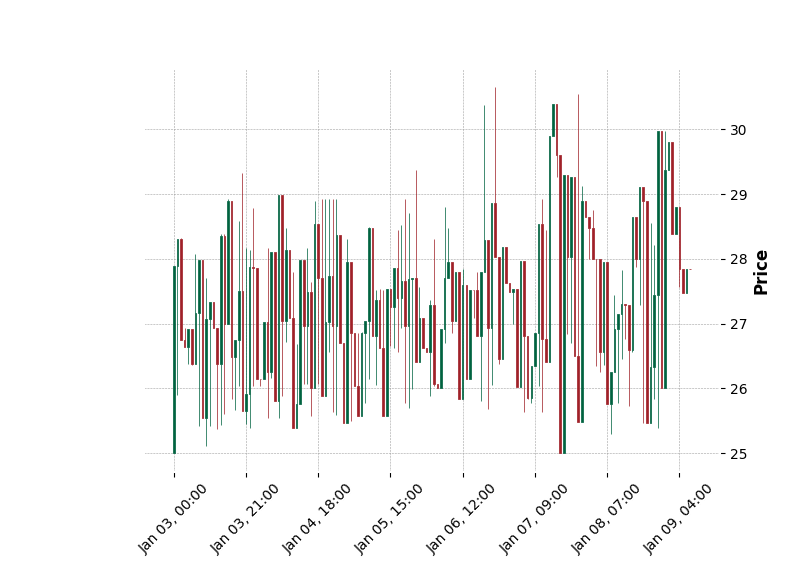 30
29
28
27
26
25
Price
Jan 03, 00:00
Jan 03, 21:00
Jan 04, 18:00
Jan 05, 15:00
Jan 06, 12:00
Jan 07, 09:00
Jan 08, 07:00
Jan 09, 04:00